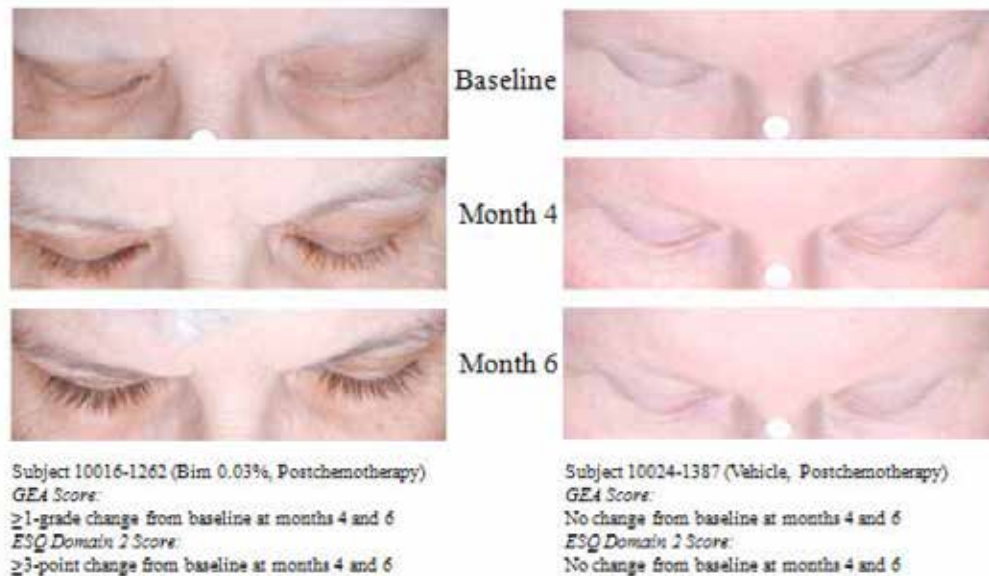 Baseline
Month 4
Month 6
Subject 10016-1262 (Bim 0.03%, Postchemotherapy)
GEA Score:
≥1-grade change from baseline at months 4 and 6
ESQ Domain 2 Score:
≥3-point change from baseline at months 4 and 6
Subject 10024-1387 (Vehicle, Postchemotherapy)
GEA Score:
No change from baseline at months 4 and 6
ESQ Domain 2 Score:
No change from baseline at months 4 and 6